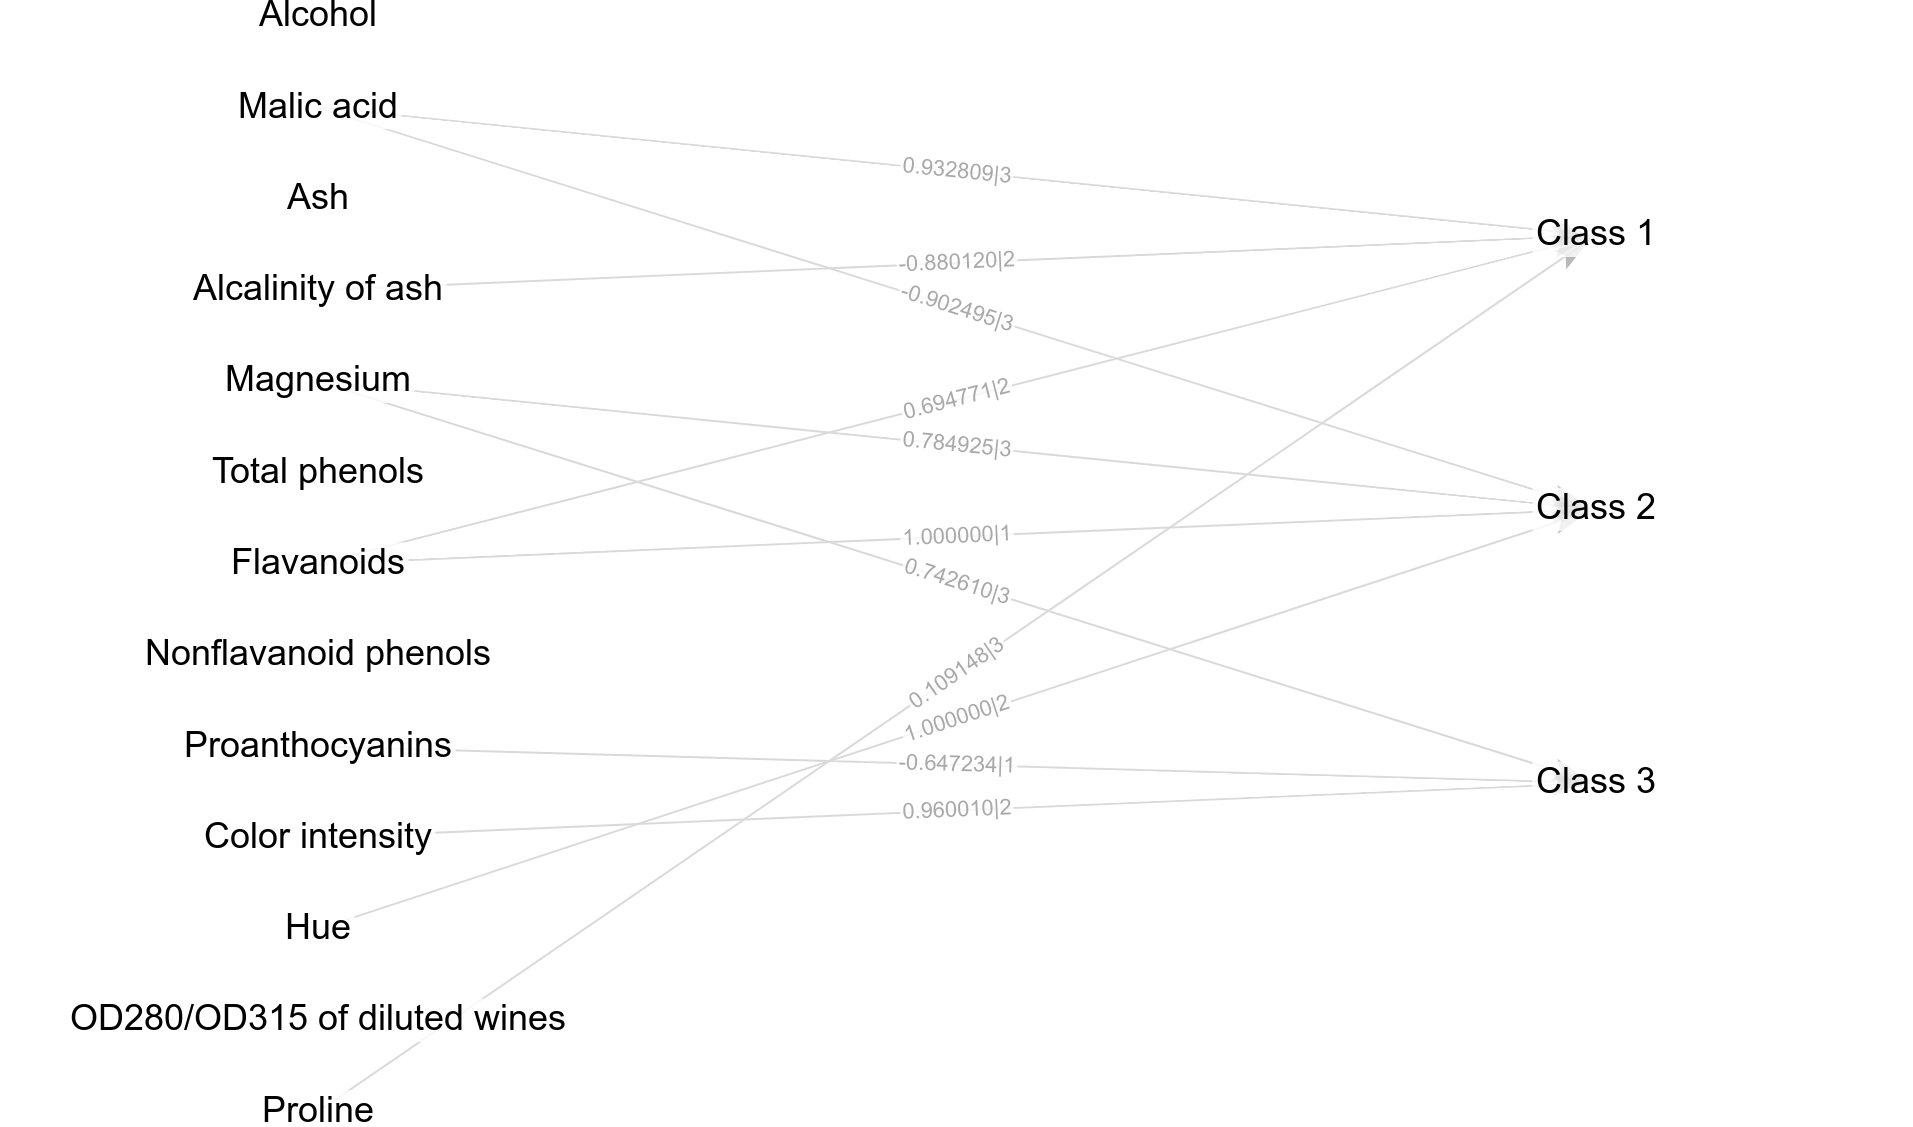 Alcohol
Malic acid
Ash
Alcalinity of ash
Magnesium
Total phenols
Flavanoids
Nonflavanoid phenols
Proanthocyanins
Color intensity
Hue
OD280/OD315 of diluted wines
Proline
0.932809|3
-0.880120|2
-0.902495|3
0.694771|2
0.784925|3
1.000000|1
0.742610|3
0.109148|3
1.000000|2
-0.647234|1
0.960010|2
Class 1
Class 2
Class 3